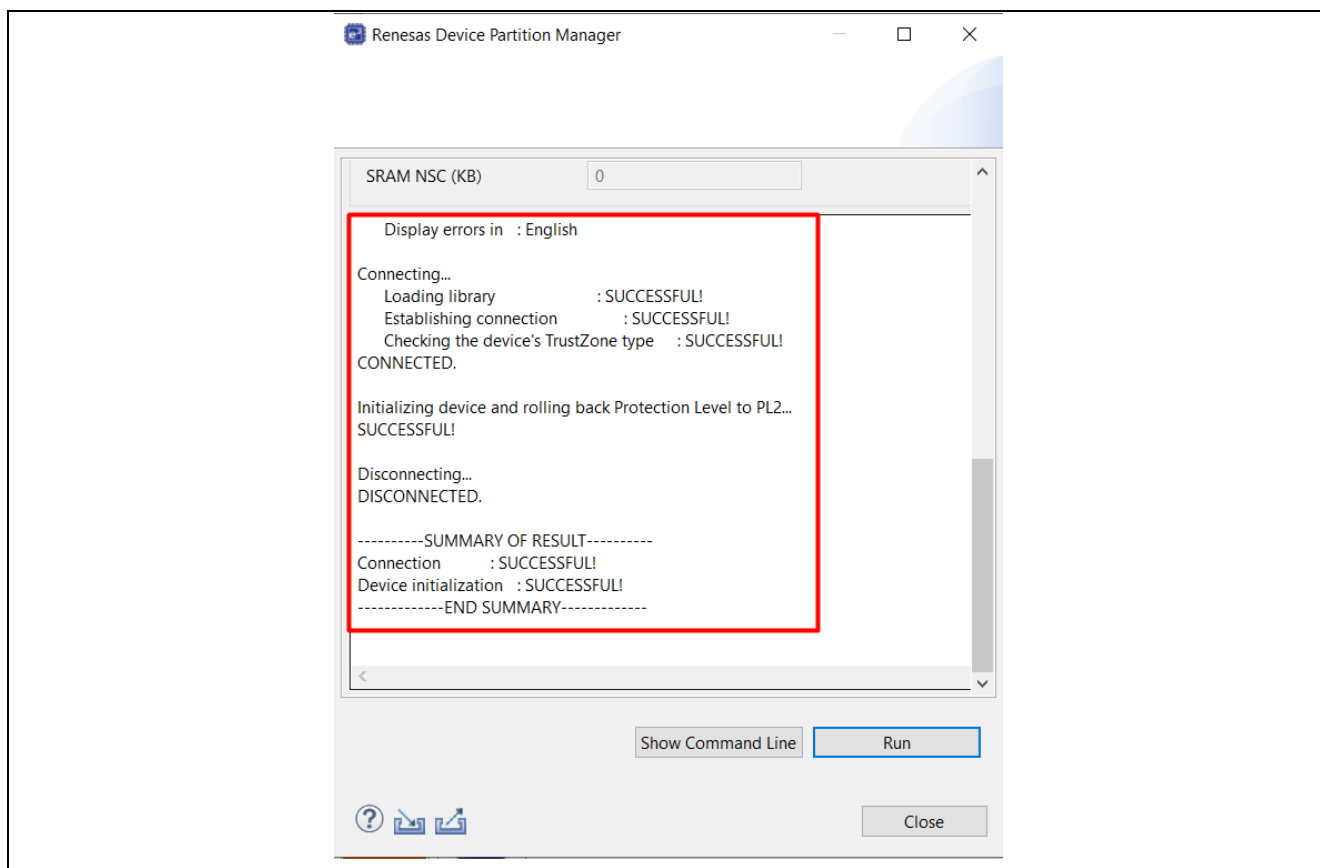 Renesas Device Partition Manager
SRAM NSC (KB) 0
Display errors in : English
Connecting...
Loading library : SUCCESSFUL!
Establishing connection : SUCCESSFUL!
Checking the device's TrustZone type : SUCCESSFUL!
CONNECTED.
Initializing device and rolling back Protection Level to PL2...
SUCCESSFUL!
Disconnecting...
DISCONNECTED.
----------SUMMARY OF RESULT----------
Connection : SUCCESSFUL!
Device initialization : SUCCESSFUL!
-------------END SUMMARY-------------
Show Command Line Run
Close